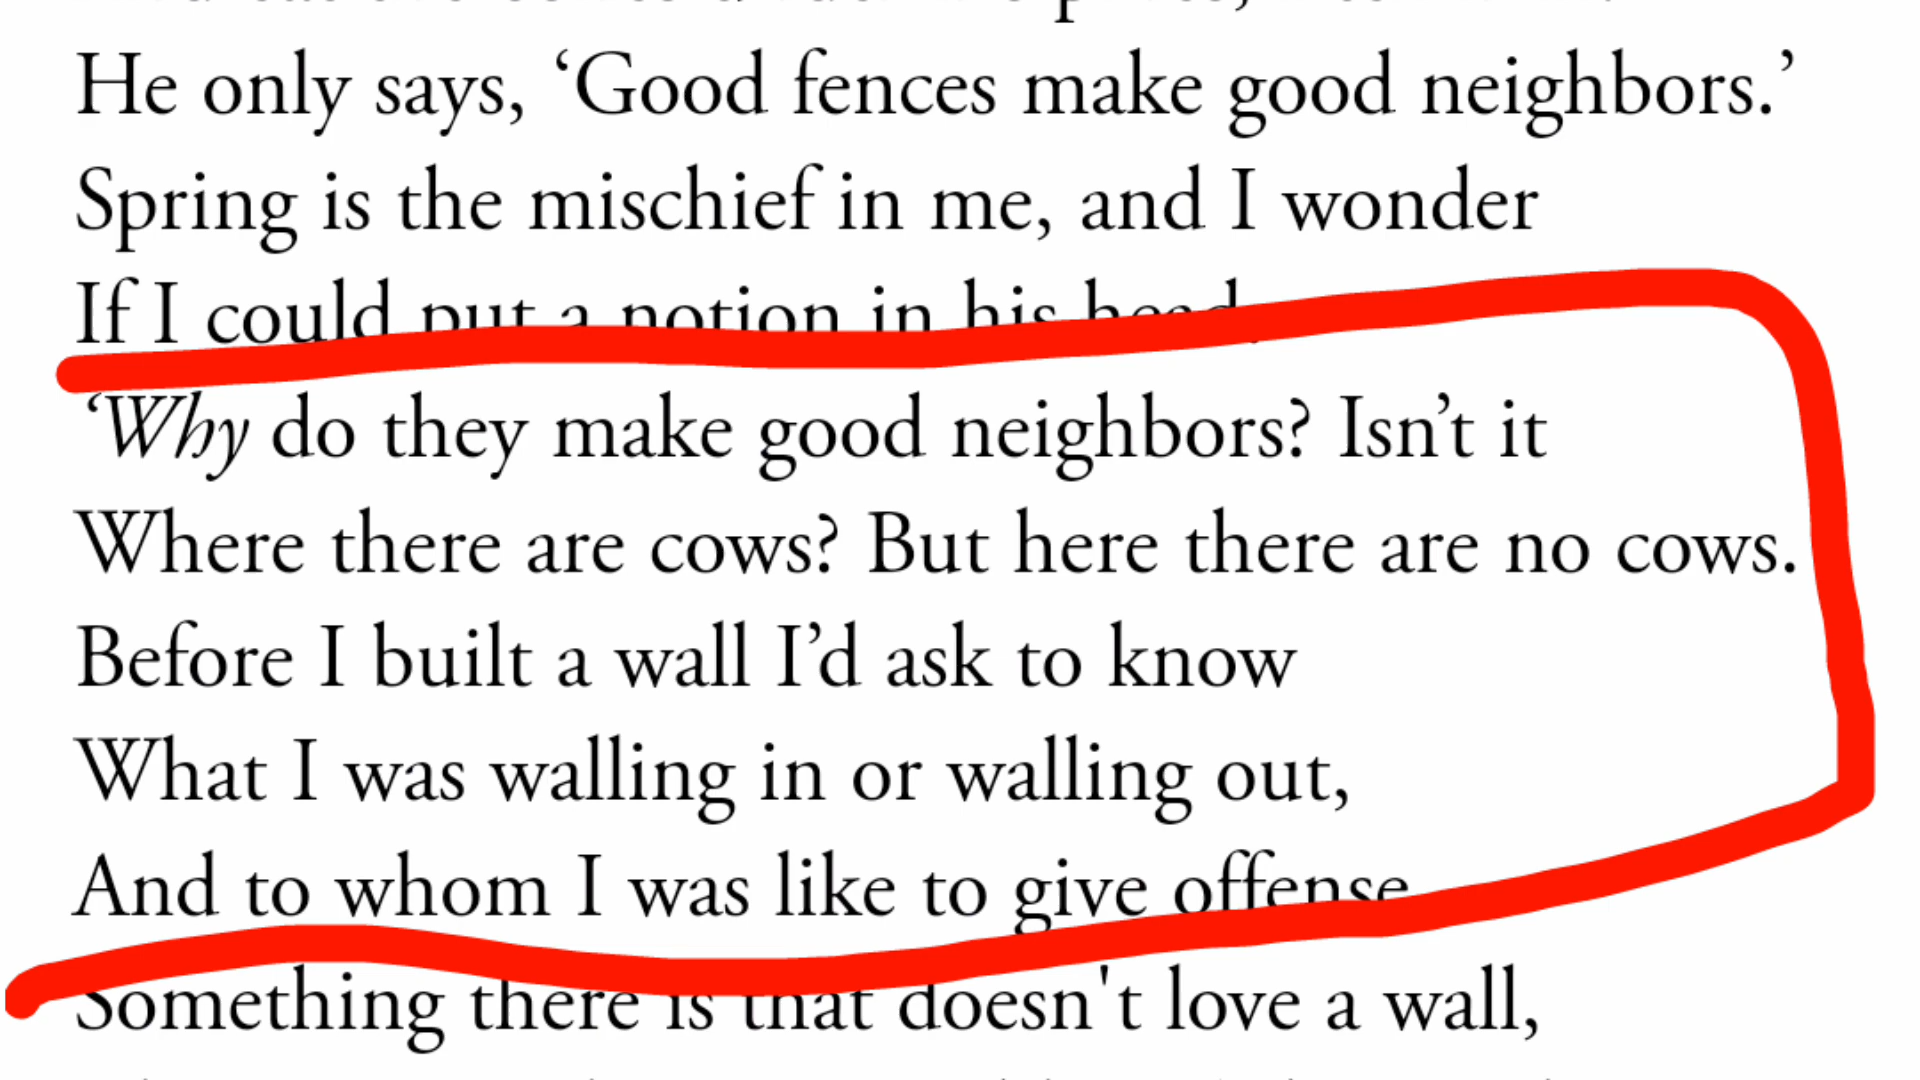 He only says, ‘Good fences make good neighbors.’
Spring is the mischief in me, and I wonder
If I could put a notion in his head
‘Why do they make good neighbors? Isn’t it
Where there are cows? But here there are no cows.
Before I built a wall I’d ask to know
What I was walling in or walling out,
And to whom I was like to give offense
Something there is that doesn't love a wall,